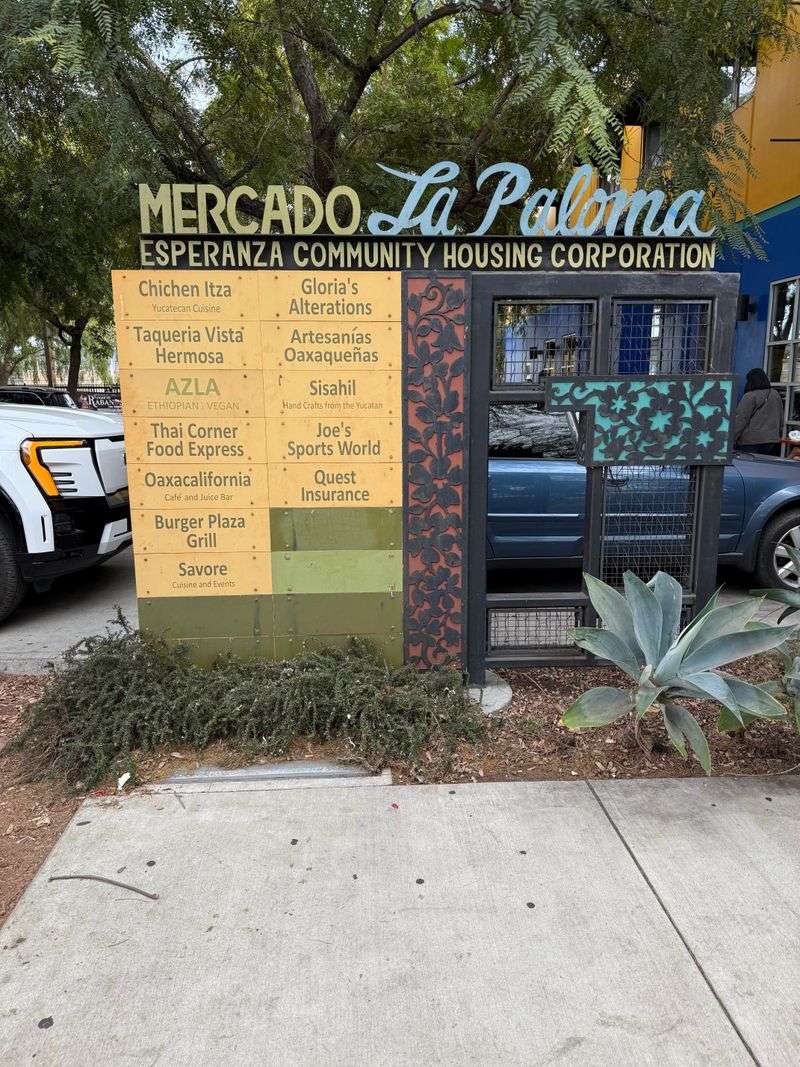 MERCADO La Paloma
ESPERANZA COMMUNITY HOUSING CORPORATION
Chichen Itza
Yucatecan Cuisine
Taqueria Vista
Hermosa
AZLA
ETHIOPIAN . VEGAN
Thai Corner
Food Express
Oaxacalifornia
Café and Juice Bar
Burger Plaza
Grill
Savore
Cuisine and Events
Gloria's
Alterations
Artesanías
Oaxaqueñas
Sisahil
Hand Crafts from the Yucatan
Joe's
Sports World
Quest
Insurance